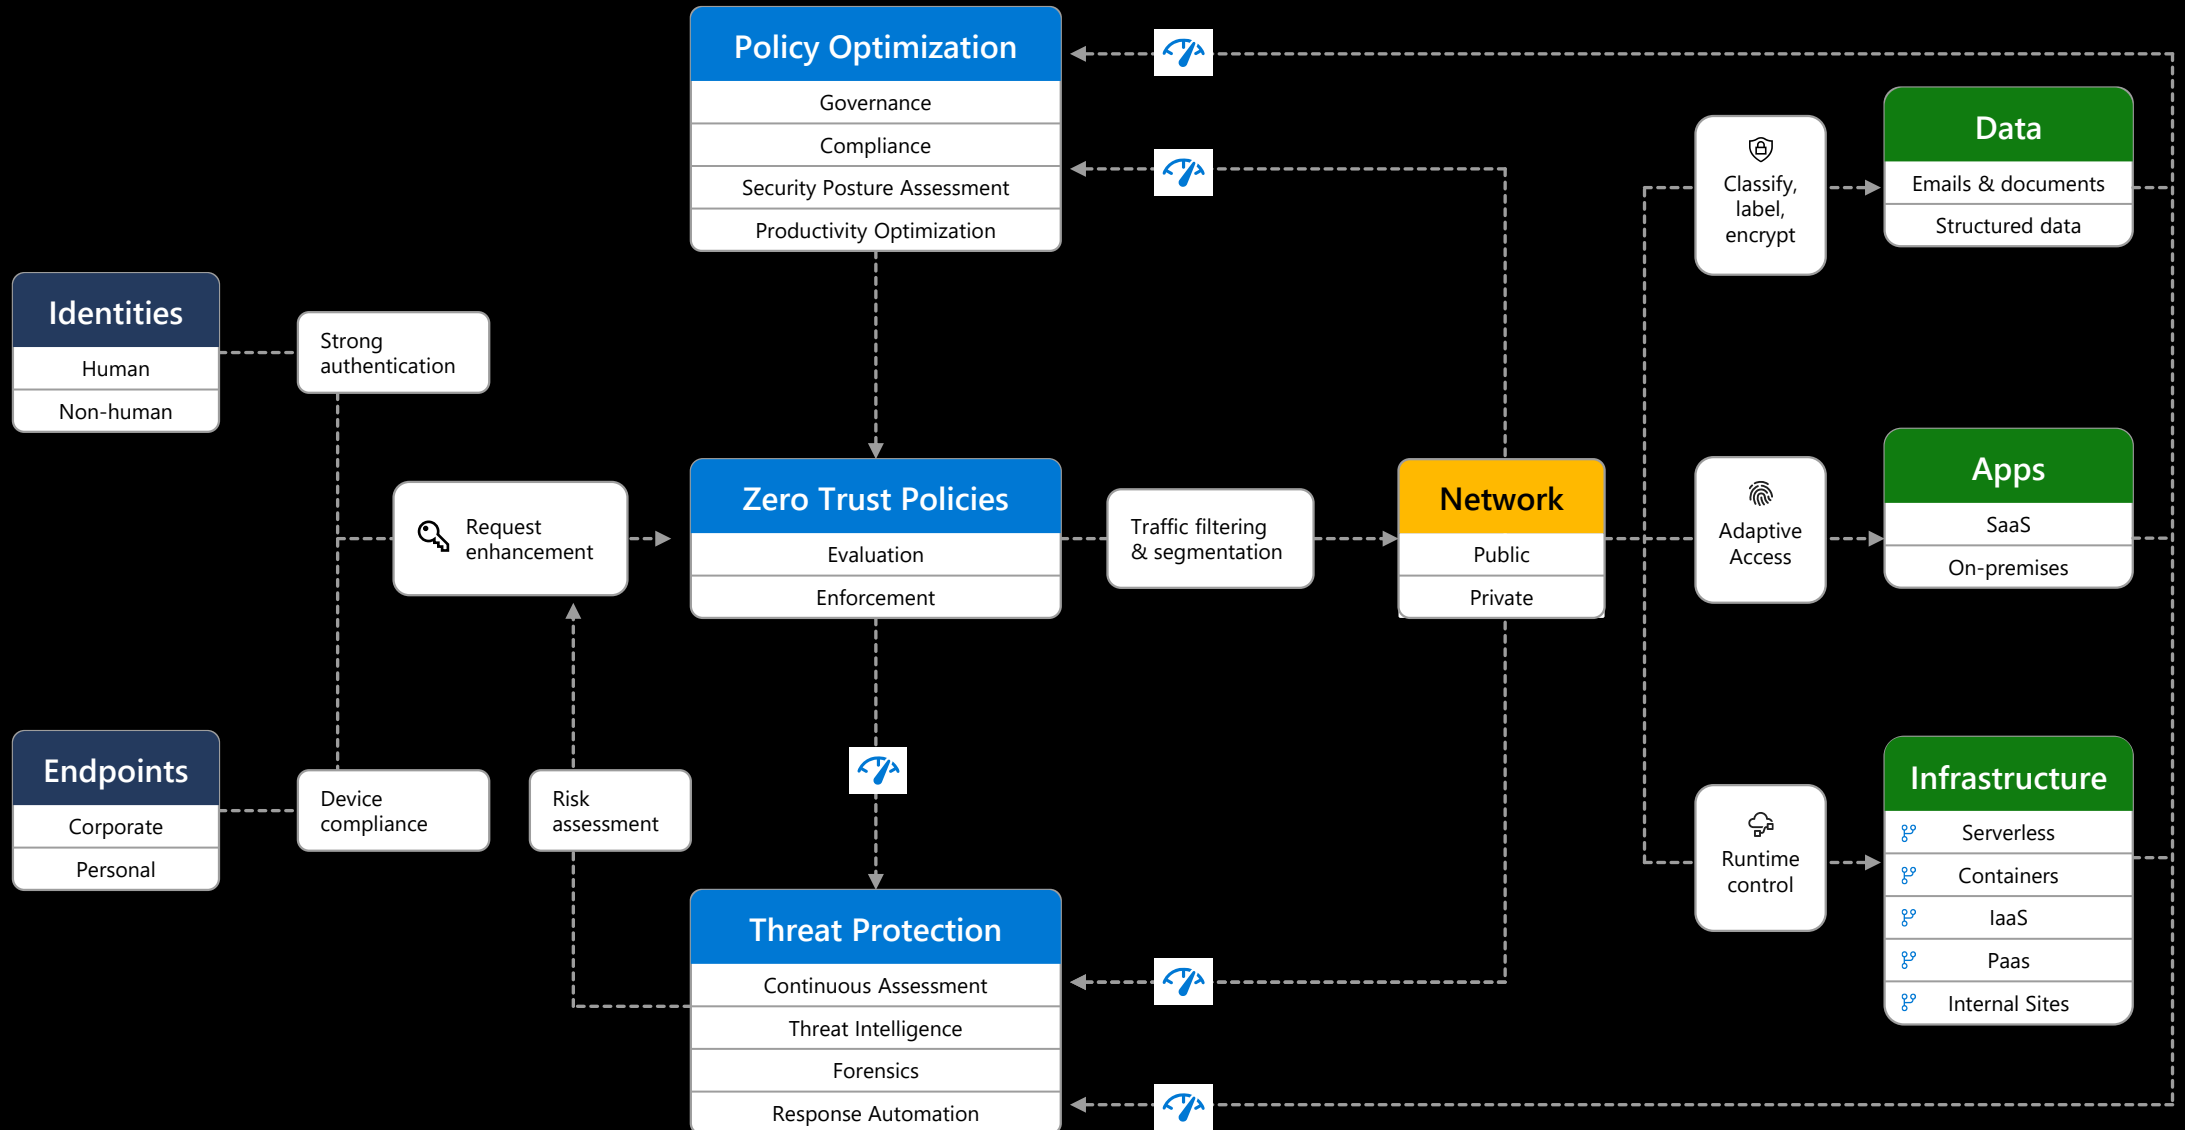 Policy Optimization
Governance
Compliance
Security Posture Assessment
Productivity Optimization
Identities
Human
Non-human
Strong
authentication
Request
enhancement
Endpoints
Corporate
Personal
Device
compliance
Risk
assessment
Zero Trust Policies
Evaluation
Enforcement
Traffic filtering
& segmentation
Threat Protection
Continuous Assessment
Threat Intelligence
Forensics
Response Automation
Network
Public
Private
Classify,
label,
encrypt
Data
Emails & documents
Structured data
Adaptive
Access
Apps
SaaS
On-premises
Runtime
control
Infrastructure
Serverless
Containers
IaaS
Paas
Internal Sites